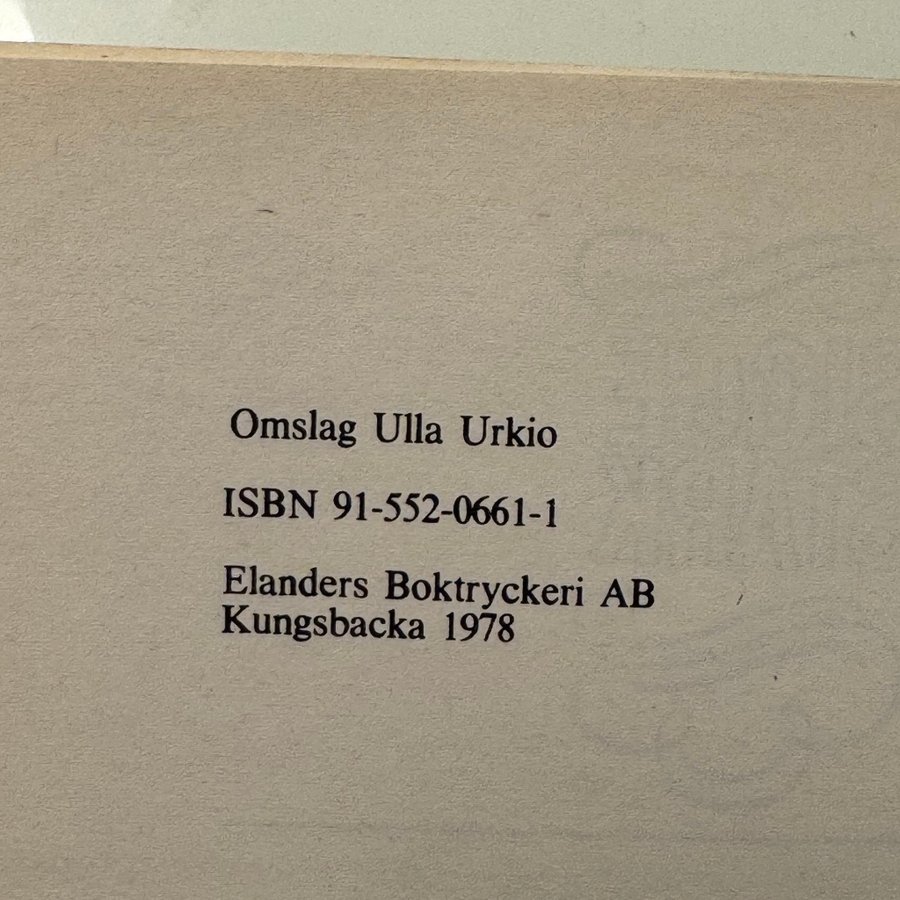 Omslag Ulla Urkio
ISBN 91-552-0661-1
Elanders Boktryckeri AB
Kungsbacka 1978